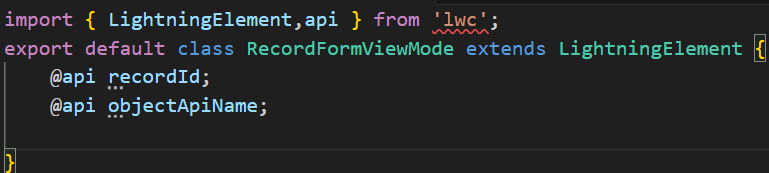 import { LightningElement,api } from 'lwc';
export default class RecordFormViewMode extends LightningElement {
@api recordId;
@api objectApiName;
}